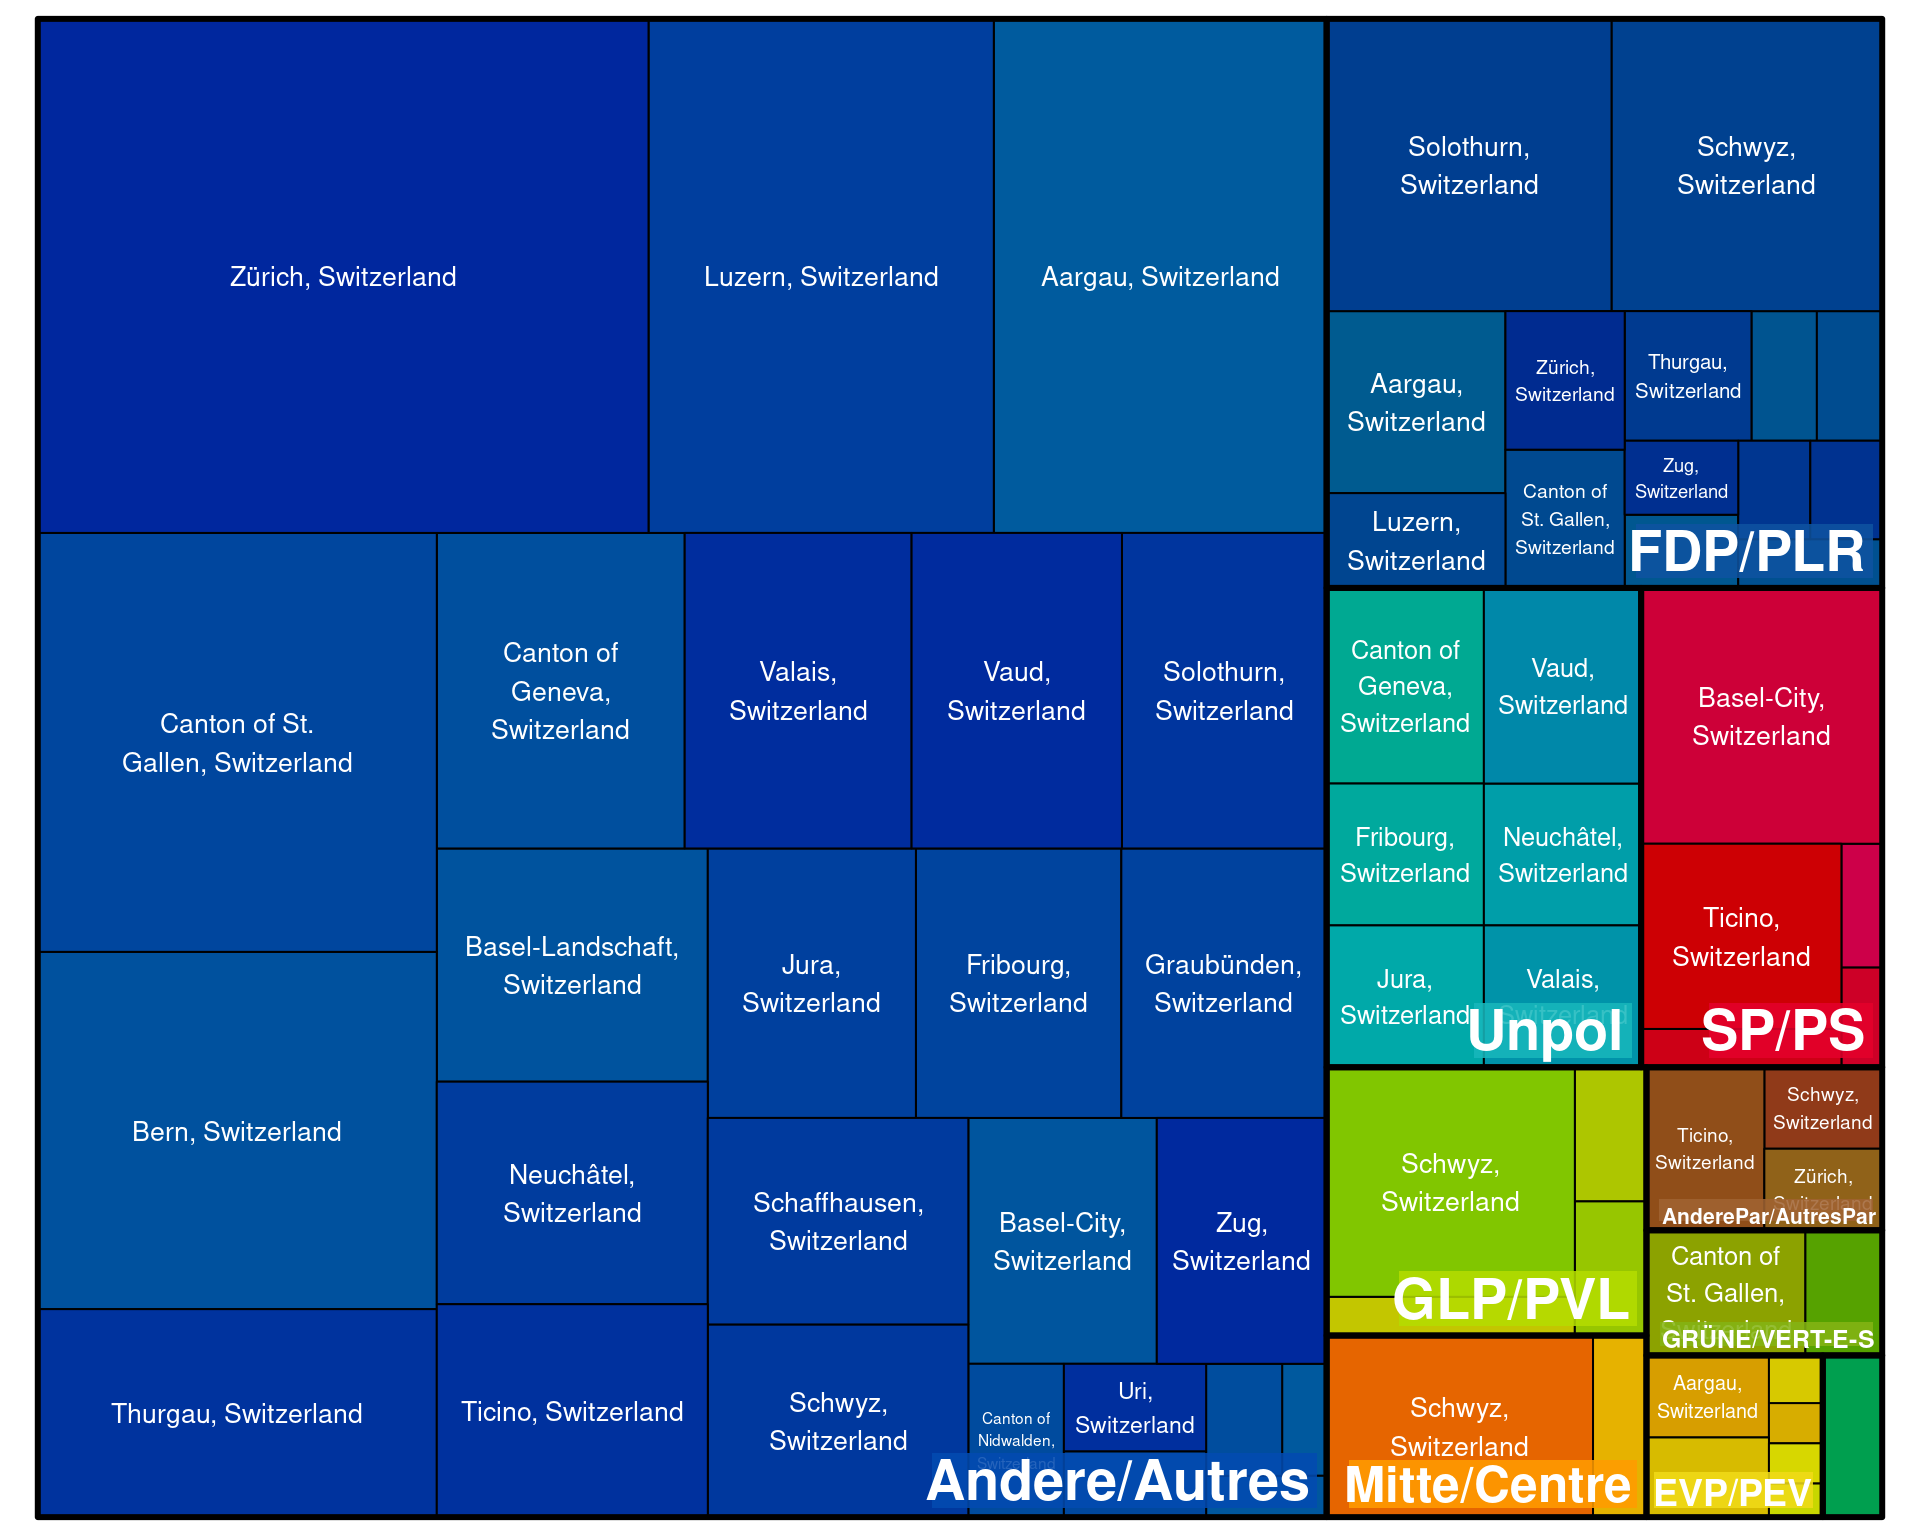 Zürich, Switzerland
Luzern, Switzerland
Aargau, Switzerland
Canton of St.
Gallen, Switzerland
Canton of
Geneva,
Switzerland
Valais,
Switzerland
Vaud,
Switzerland
Solothurn,
Switzerland
Bern, Switzerland
Basel-Landschaft,
Switzerland
Jura,
Switzerland
Fribourg,
Switzerland
Graubünden,
Switzerland
Neuchâtel,
Switzerland
Schaffhausen,
Switzerland
Basel-City,
Switzerland
Zug,
Switzerland
Thurgau, Switzerland
Ticino, Switzerland
Schwyz,
Switzerland
Canton of
Nidwalden,
Switzerland
Uri,
Switzerland
Andere/Autres
Solothurn,
Switzerland
Schwyz,
Switzerland
Aargau,
Switzerland
Zürich,
Switzerland
Thurgau,
Switzerland
Luzern,
Switzerland
Canton of
St. Gallen,
Switzerland
Zug,
Switzerland
FDP/PLR
Canton of
Geneva,
Switzerland
Vaud,
Switzerland
Fribourg,
Switzerland
Neuchâtel,
Switzerland
Jura,
Switzerland
Valais,
Switzerland
Unpol
Basel-City,
Switzerland
Ticino,
Switzerland
SP/PS
Schwyz,
Switzerland
GLP/PVL
Ticino,
Switzerland
Schwyz,
Switzerland
Zürich,
Switzerland
AnderePar/AutresPar
Canton of
St. Gallen,
Switzerland
GRÜNE/VERT-E-S
Schwyz,
Switzerland
Mitte/Centre
Aargau,
Switzerland
EVP/PEV